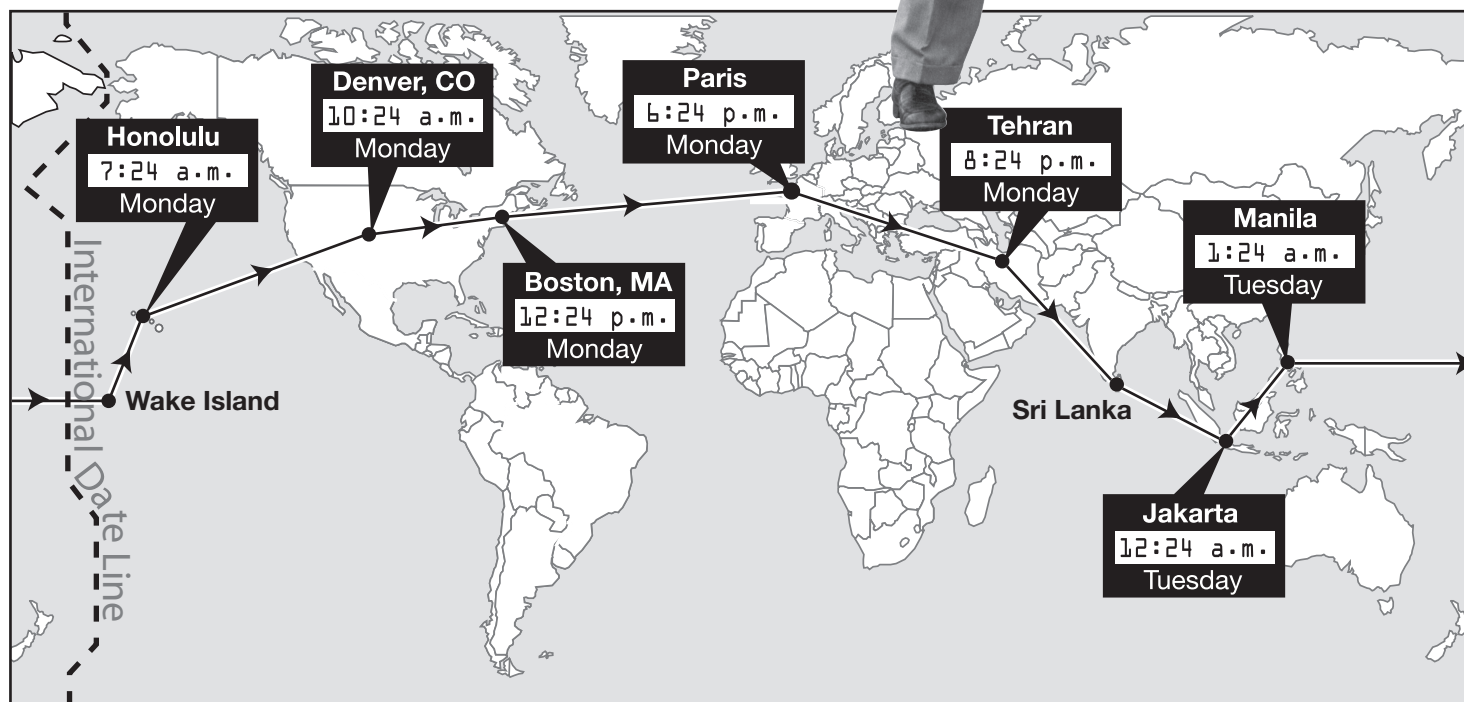 Denver, CO
10:24 a.m.
Monday
Paris
6:24 p.m.
Monday
Tehran
8:24 p.m.
Monday
Honolulu
7:24 a.m.
Monday
Manila
1:24 a.m.
Tuesday
Boston, MA
12:24 p.m.
Monday
International Date Line
Wake Island
Sri Lanka
Jakarta
12:24 a.m.
Tuesday